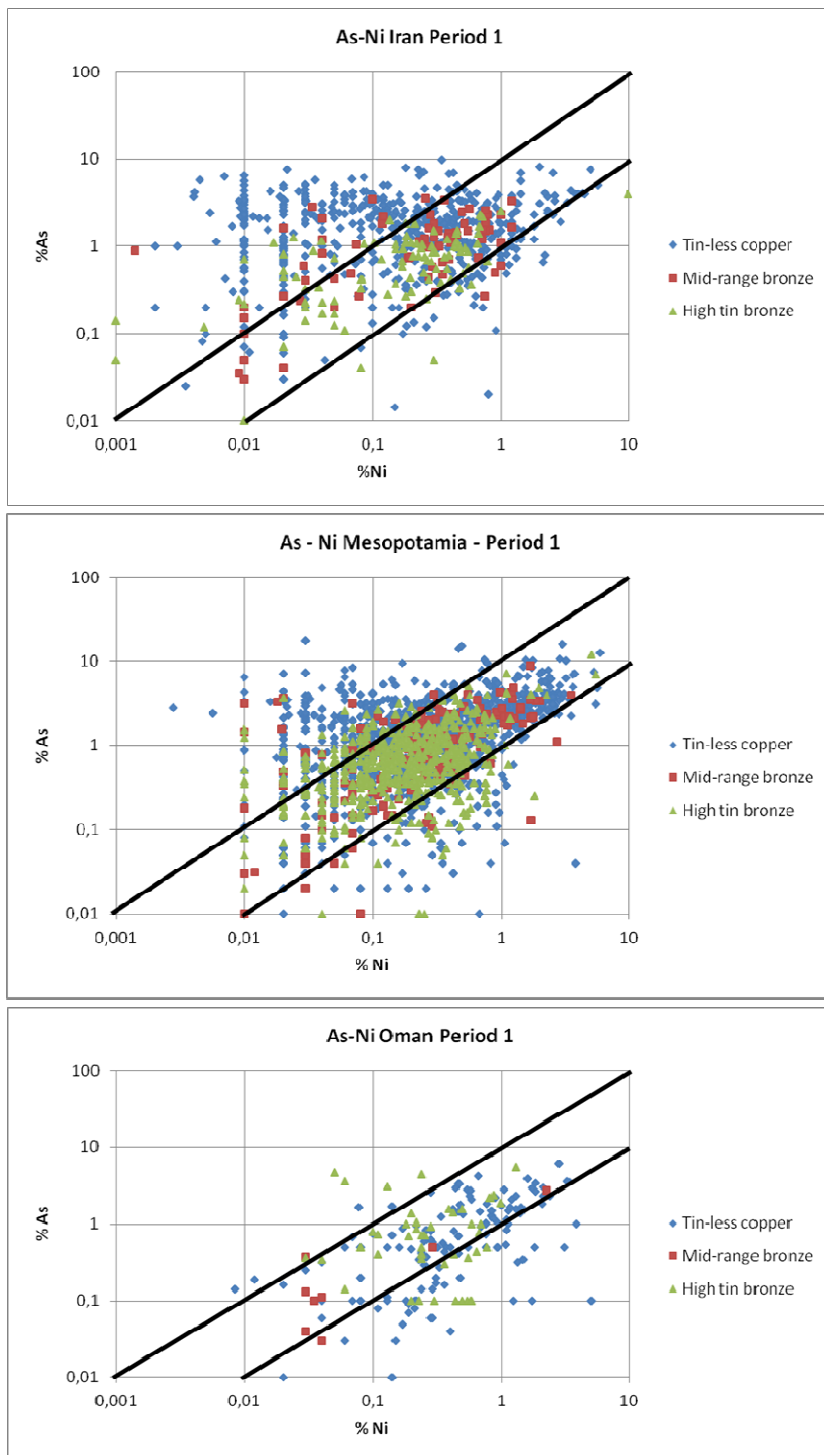 As-Ni Iran Period 1
%As
100
10
1
0,1
0,01
0,001 0,01 0,1 1 10
%Ni
Tin-less copper
Mid-range bronze
High tin bronze
As - Ni Mesopotamia - Period 1
% As
100
10
1
0,1
0,01
0,001 0,01 0,1 1 10
% Ni
Tin-less copper
Mid-range bronze
High tin bronze
As-Ni Oman Period 1
% As
100
10
1
0,1
0,01
0,001 0,01 0,1 1 10
% Ni
Tin-less copper
Mid-range bronze
High tin bronze